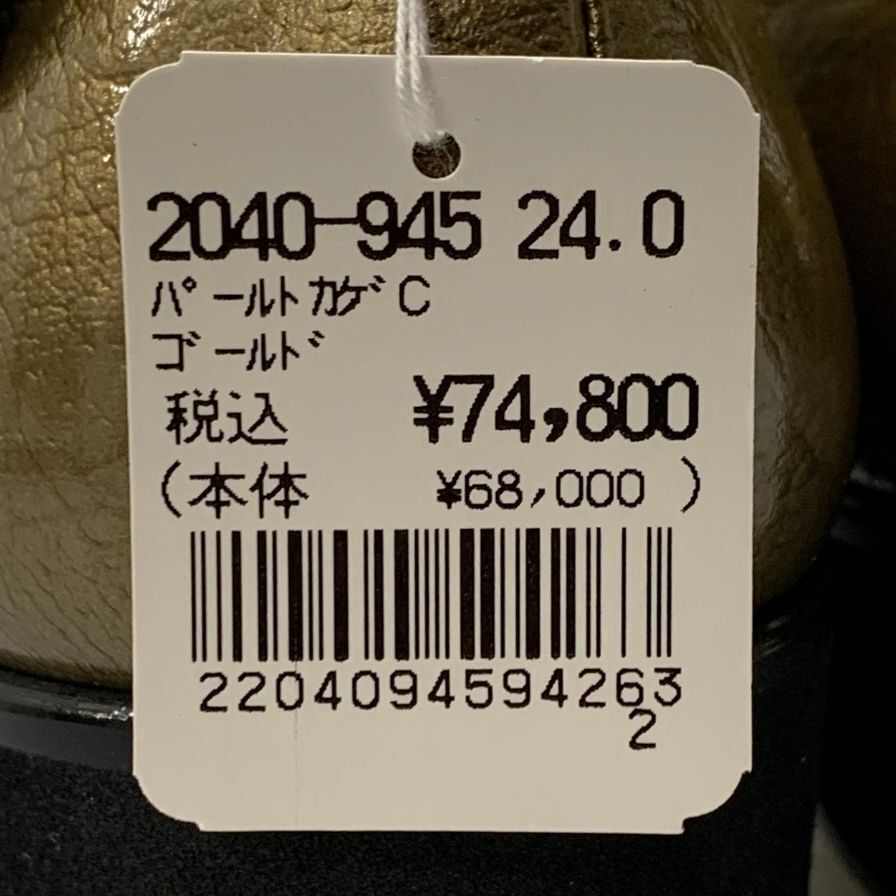 2040-945 24.0
パールトカゲC
ゴールド
税込 ¥74,800
(本体 ¥68,000 )
2204094594263
2